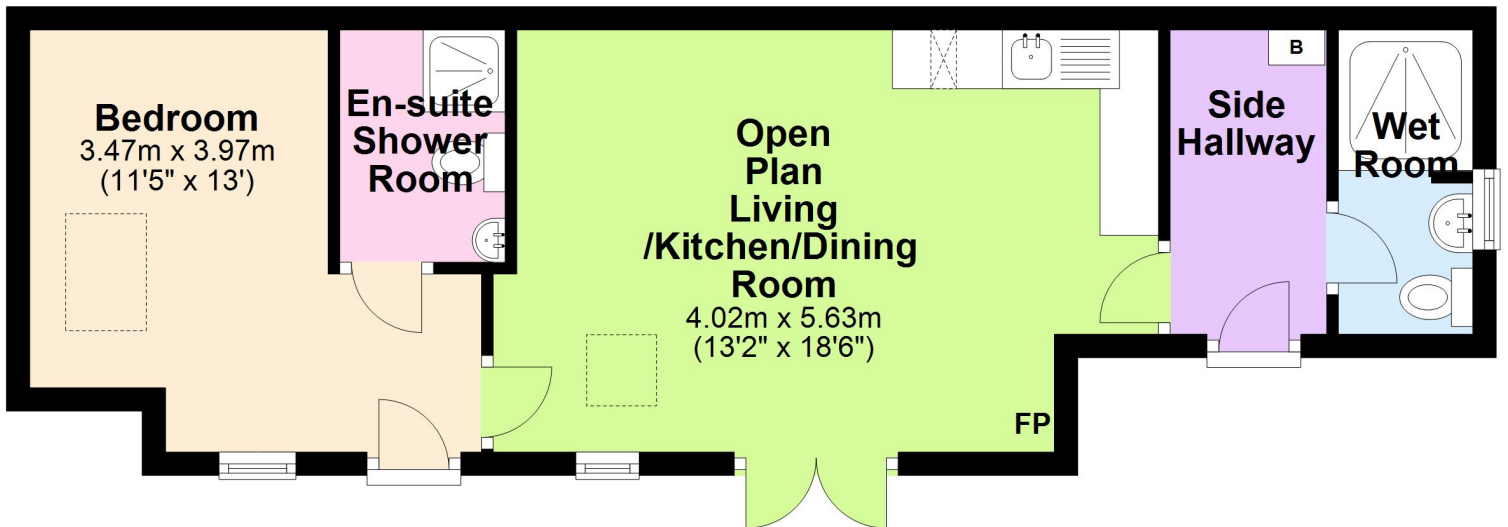 Bedroom
3.47m x 3.97m
(11'5" x 13')
En-suite
Shower
Room
Open
Plan
Living
/Kitchen/Dining
Room
4.02m x 5.63m
(13'2" x 18'6")
FP
B
Side
Hallway
Wet
Room